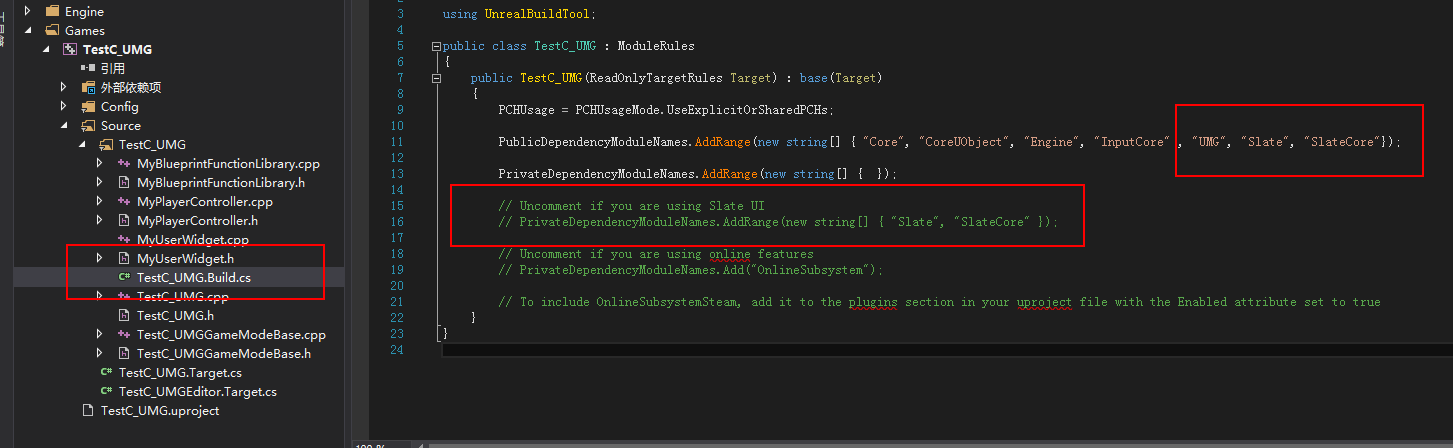 Engine
Games
TestC_UMG
引用
外部依赖项
Config
Source
TestC_UMG
MyBlueprintFunctionLibrary.cpp
MyBlueprintFunctionLibrary.h
MyPlayerController.cpp
MyPlayerController.h
MyUserWidget.cpp
MyUserWidget.h
C# TestC_UMG.Build.cs
TestC_UMG.cpp
TestC_UMG.h
TestC_UMGGameModeBase.cpp
TestC_UMGGameModeBase.h
C# TestC_UMG.Target.cs
C# TestC_UMGEditor.Target.cs
TestC_UMG.uproject
3 using UnrealBuildTool;
4
5 public class TestC_UMG : ModuleRules
6 {
7 public TestC_UMG(ReadOnlyTargetRules Target) : base(Target)
8 {
9 PCHUsage = PCHUsageMode.UseExplicitOrSharedPCHs;
10
11 PublicDependencyModuleNames.AddRange(new string[] { "Core", "CoreUObject", "Engine", "InputCore" , "UMG", "Slate", "SlateCore"});
12
13 PrivateDependencyModuleNames.AddRange(new string[] {  });
14
15 // Uncomment if you are using Slate UI
16 // PrivateDependencyModuleNames.AddRange(new string[] { "Slate", "SlateCore" });
17
18 // Uncomment if you are using online features
19 // PrivateDependencyModuleNames.Add("OnlineSubsystem");
20
21 // To include OnlineSubsystemSteam, add it to the plugins section in your uproject file with the Enabled attribute set to true
22 }
23 }
24